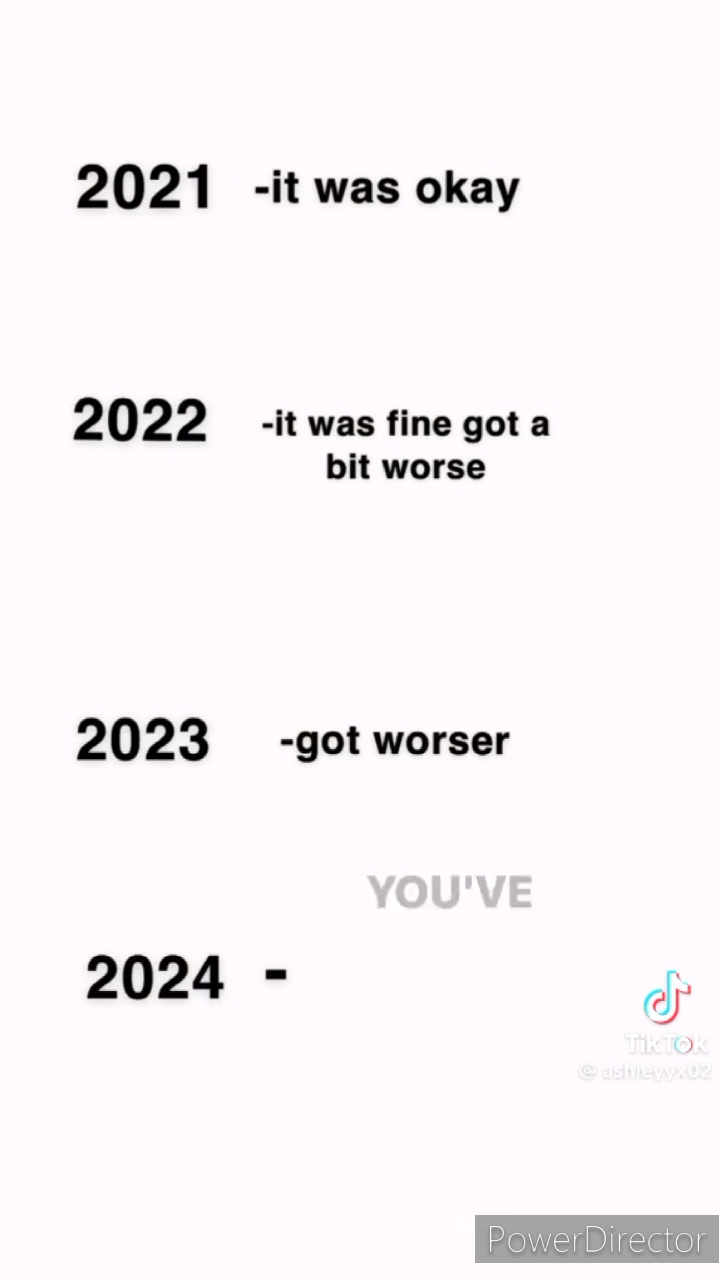 2021 -it was okay
2022 -it was fine got a
bit worse
2023 -got worser
YOU'VE
2024 -
TikTok
@ ashleyyx02
PowerDirector